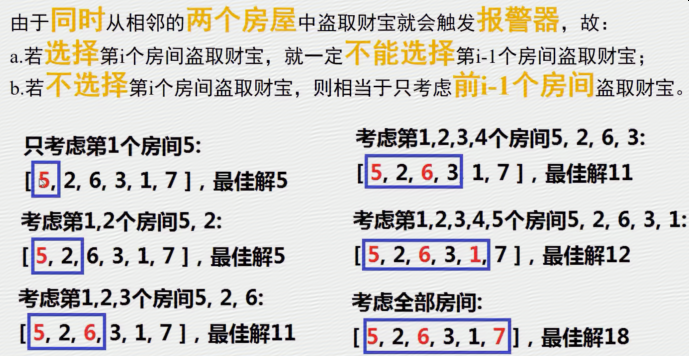 由于同时从相邻的两个房屋中盗取财宝就会触发报警器，故：
a.若选择第i个房间盗取财宝，就一定不能选择第i-1个房间盗取财宝；
b.若不选择第i个房间盗取财宝，则相当于只考虑前i-1个房间盗取财宝。
只考虑第1个房间5:
[ 5, 2, 6, 3, 1, 7 ]，最佳解5
考虑第1,2个房间5, 2:
[ 5, 2, 6, 3, 1, 7 ]，最佳解5
考虑第1,2,3个房间5, 2, 6:
[ 5, 2, 6, 3, 1, 7 ]，最佳解11
考虑第1,2,3,4个房间5, 2, 6, 3:
[ 5, 2, 6, 3, 1, 7 ]，最佳解11
考虑第1,2,3,4,5个房间5, 2, 6, 3, 1:
[ 5, 2, 6, 3, 1, 7 ]，最佳解12
考虑全部房间:
[ 5, 2, 6, 3, 1, 7 ]，最佳解18